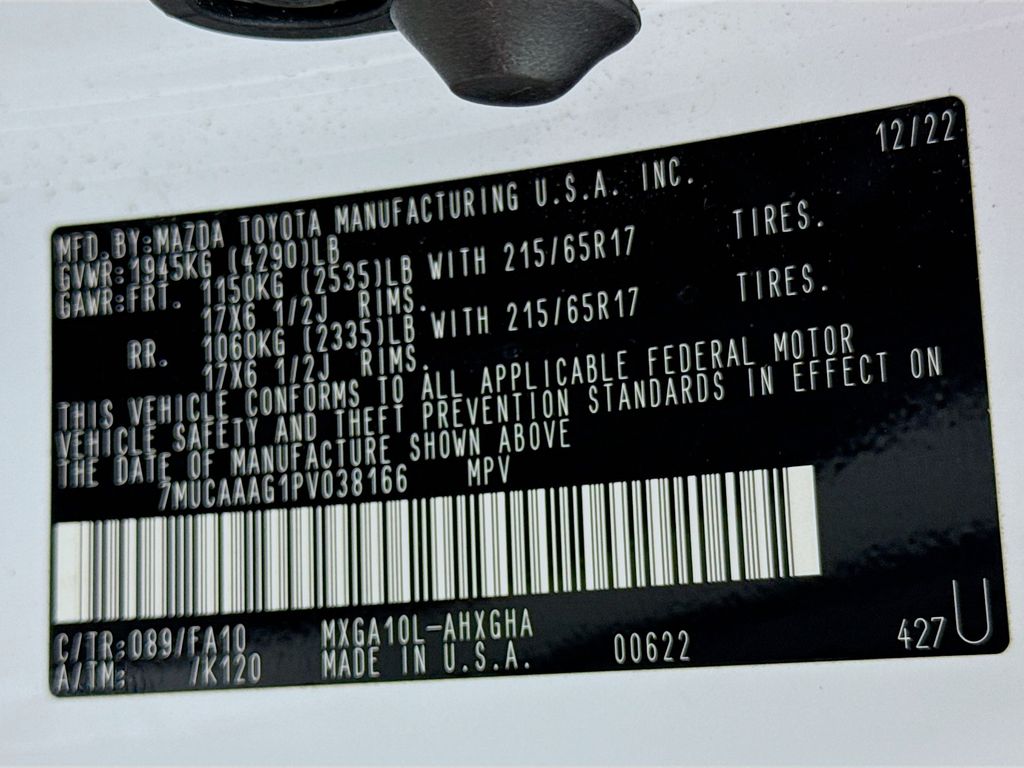 12/22
MFD.BY:MAZDA TOYOTA MANUFACTURING U.S.A. INC.
GVWR:1945KG (4290)LB
GAWR:FRT. 1150KG (2535)LB WITH 215/65R17 TIRES.
17X6 1/2J RIMS.
RR. 1060KG (2335)LB WITH 215/65R17 TIRES.
17X6 1/2J RIMS.
THIS VEHICLE CONFORMS TO ALL APPLICABLE FEDERAL MOTOR
VEHICLE SAFETY AND THEFT PREVENTION STANDARDS IN EFFECT ON
THE DATE OF MANUFACTURE SHOWN ABOVE
7MUCAAAG1PV038166 MPV
C/TR:089/FA10 MXGA10L-AHXGHA
A/TM: /K120 MADE IN U.S.A. 00622 427 U